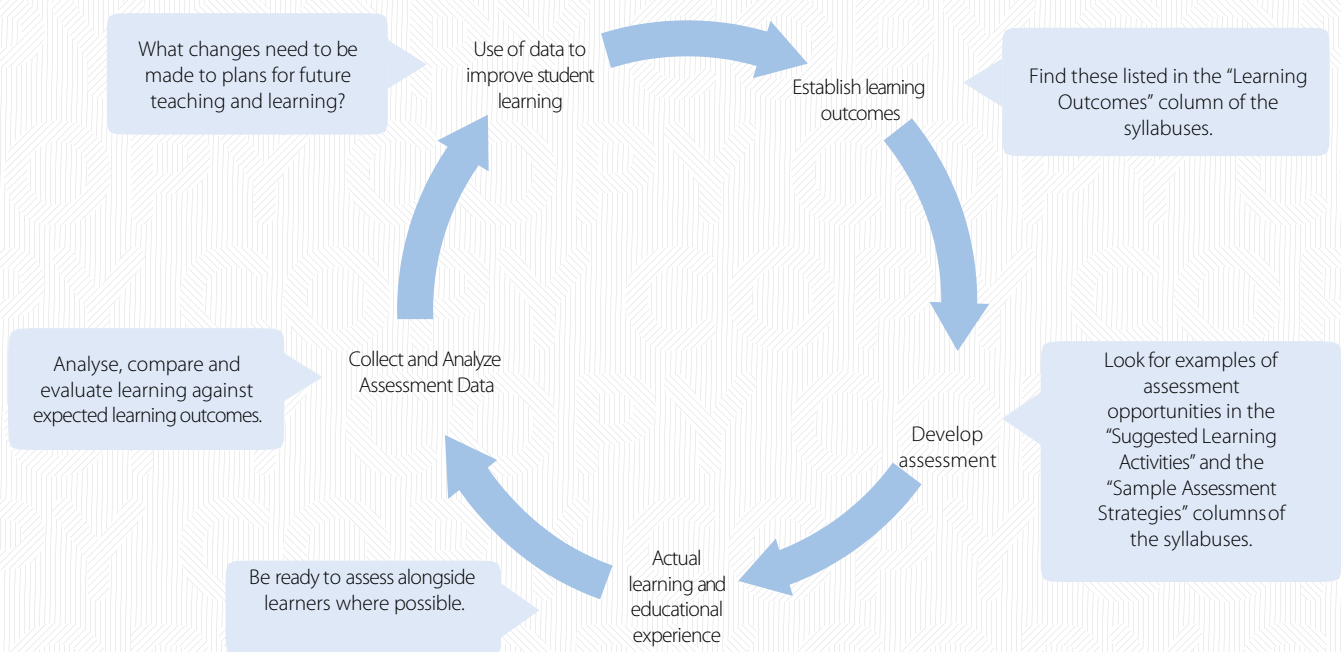 What changes need to be
made to plans for future
teaching and learning?
Use of data to
improve student
learning
Establish learning
outcomes
Find these listed in the “Learning
Outcomes” column of the
syllabuses.
Analyse, compare and
evaluate learning against
expected learning outcomes.
Collect and Analyze
Assessment Data
Develop
assessment
Look for examples of
assessment
opportunities in the
“Suggested Learning
Activities” and the
“Sample Assessment
Strategies” columns of
the syllabuses.
Be ready to assess alongside
learners where possible.
Actual
learning and
educational
experience